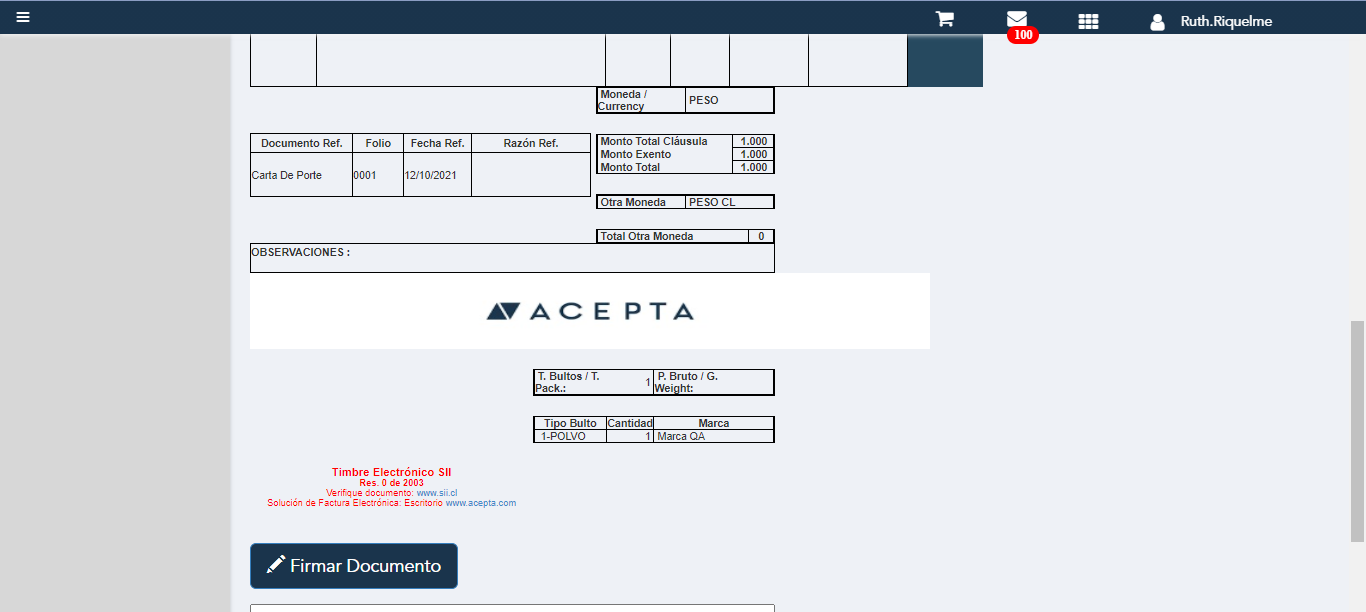 Ruth.Riquelme
100
Moneda /
Currency
PESO
Documento Ref. Folio Fecha Ref. Razón Ref.
Carta De Porte 0001 12/10/2021
Monto Total Cláusula 1.000
Monto Exento 1.000
Monto Total 1.000
Otra Moneda PESO CL
Total Otra Moneda 0
OBSERVACIONES :
ACEPTA
T. Bultos / T.
Pack.:
1
P. Bruto / G.
Weight:
Tipo Bulto Cantidad Marca
1-POLVO 1 Marca QA
Timbre Electrónico SII
Res. 0 de 2003
Verifique documento: www.sii.cl
Solución de Factura Electrónica: Escritorio www.acepta.com
Firmar Documento